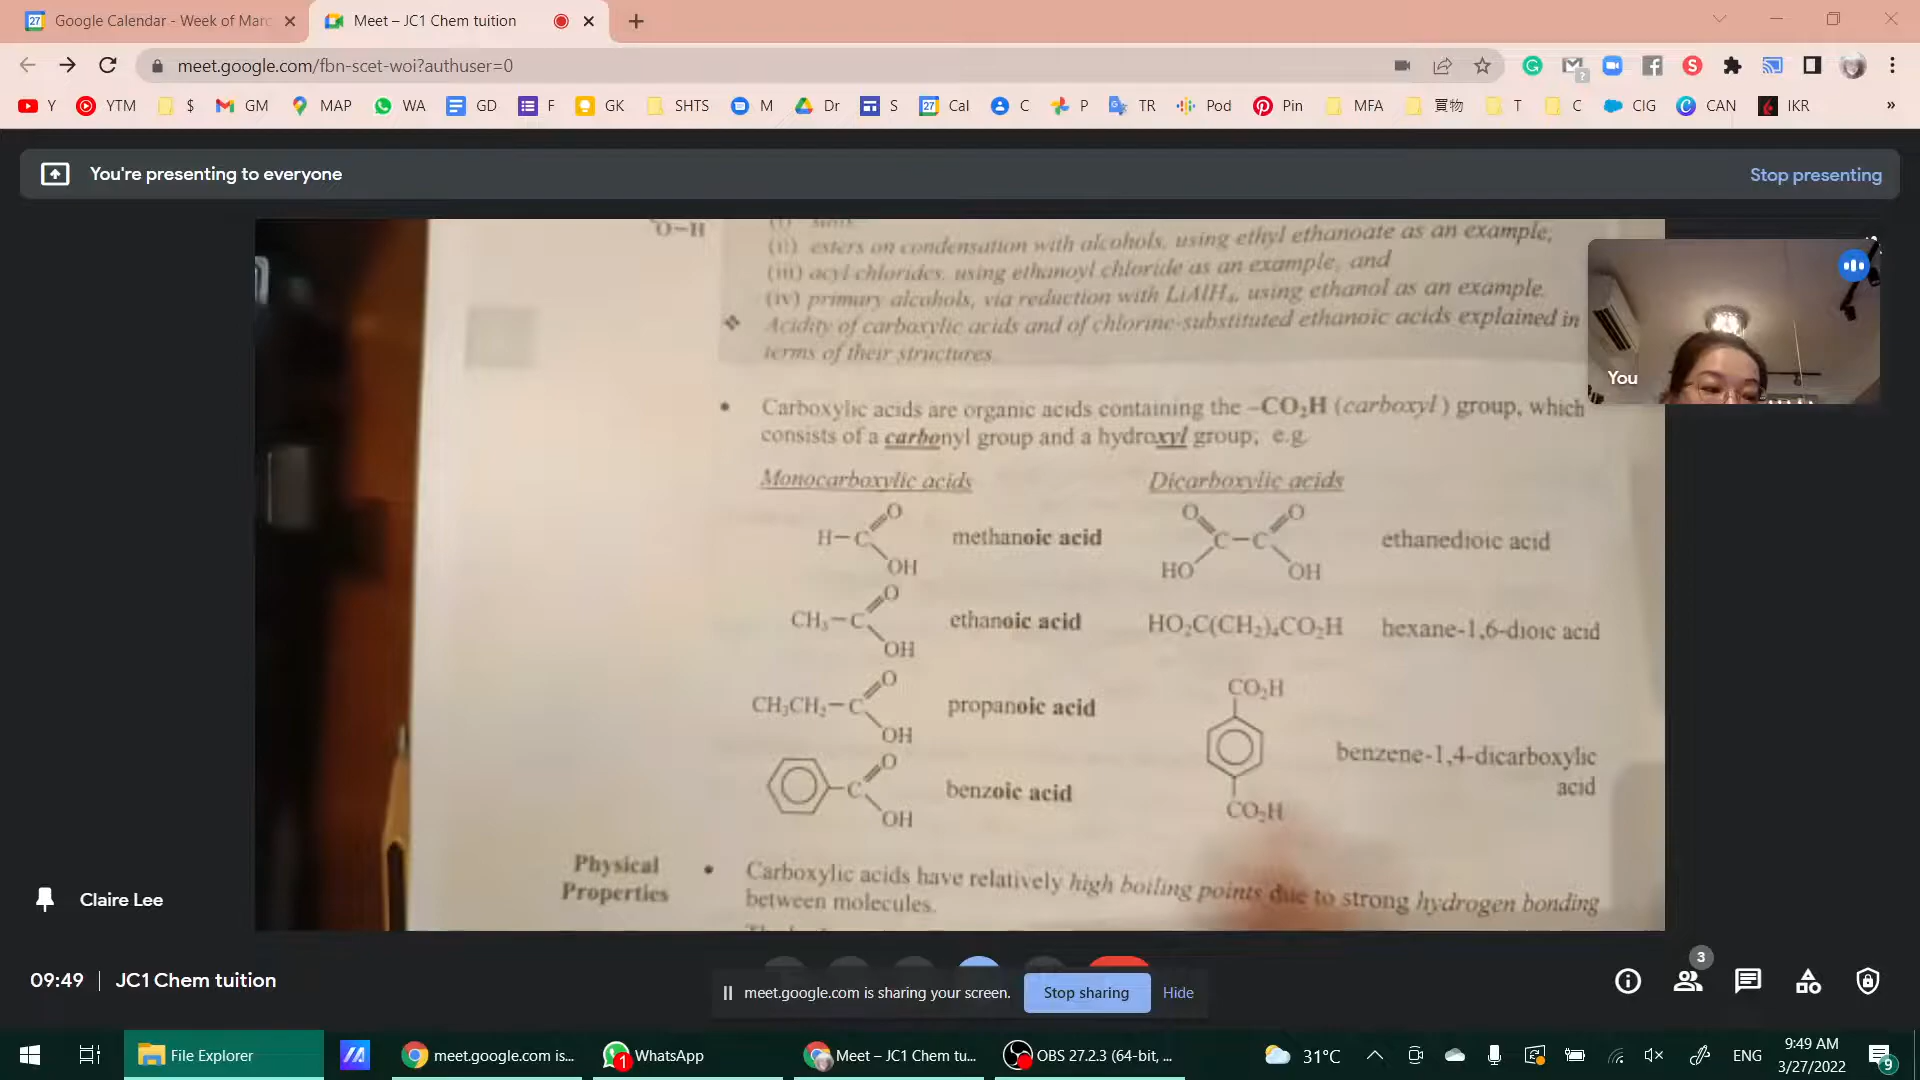 Google Calendar - Week of Marc
Meet – JC1 Chem tuition
meet.google.com/fbn-scet-woi?authuser=0
Y YTM $ GM MAP WA GD F GK SHTS M Dr S Cal C P TR Pod Pin MFA 買物 T C CIG CAN IKR »
You're presenting to everyone
Stop presenting
O–H
(ii) esters on condensation with alcohols, using ethyl ethanoate as an example,
(iii) acyl chlorides, using ethanoyl chloride as an example, and
(iv) primary alcohols, via reduction with LiAlH₄, using ethanol as an example.
❖ Acidity of carboxylic acids and of chlorine-substituted ethanoic acids explained in
terms of their structures
You
• Carboxylic acids are organic acids containing the –CO₂H (carboxyl) group, which
consists of a carbonyl group and a hydroxyl group, e.g.
Monocarboxylic acids Dicarboxylic acids
O O O
H–C methanoic acid C–C ethanedioic acid
OH HO OH
O
CH₃–C ethanoic acid HO₂C(CH₂)₄CO₂H hexane-1,6-dioic acid
OH
O CO₂H
CH₃CH₂–C propanoic acid
OH
O benzene-1,4-dicarboxylic
C benzoic acid acid
OH CO₂H
Physical
Properties
• Carboxylic acids have relatively high boiling points due to strong hydrogen bonding
between molecules.
Claire Lee
09:49 | JC1 Chem tuition
meet.google.com is sharing your screen. Stop sharing Hide
3
File Explorer
meet.google.com is...
1 WhatsApp
Meet – JC1 Chem tu...
OBS 27.2.3 (64-bit, ...
31°C
ENG
9:49 AM
3/27/2022
9